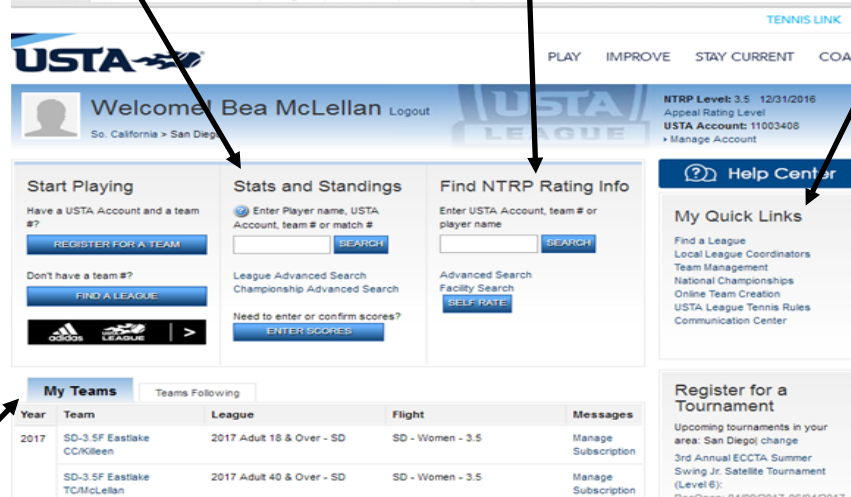 TENNIS LINK
USTA
PLAY IMPROVE STAY CURRENT COA
Welcome! Bea McLellan Logout
So. California > San Diego
USTA
LEAGUE
NTRP Level: 3.5 12/31/2016
Appeal Rating Level
USTA Account: 11003408
Manage Account
Help Center
Start Playing
Have a USTA Account and a team
#?
REGISTER FOR A TEAM
Don't have a team #?
FIND A LEAGUE
adidas LEAGUE >
Stats and Standings
Enter Player name, USTA
Account, team # or match #
SEARCH
League Advanced Search
Championship Advanced Search
Need to enter or confirm scores?
ENTER SCORES
Find NTRP Rating Info
Enter USTA Account, team # or
player name
SEARCH
Advanced Search
Facility Search
SELF RATE
My Quick Links
Find a League
Local League Coordinators
Team Management
National Championships
Online Team Creation
USTA League Tennis Rules
Communication Center
My Teams Teams Following
Year Team League Flight Messages
2017 SD-3.5F Eastlake CC/Killeen 2017 Adult 18 & Over - SD SD - Women - 3.5 Manage Subscription
SD-3.5F Eastlake TC/McLellan 2017 Adult 40 & Over - SD SD - Women - 3.5 Manage Subscription
Register for a
Tournament
Upcoming tournaments in your
area: San Diego| change
3rd Annual ECCTA Summer
Swing Jr. Satellite Tournament
(Level 6):